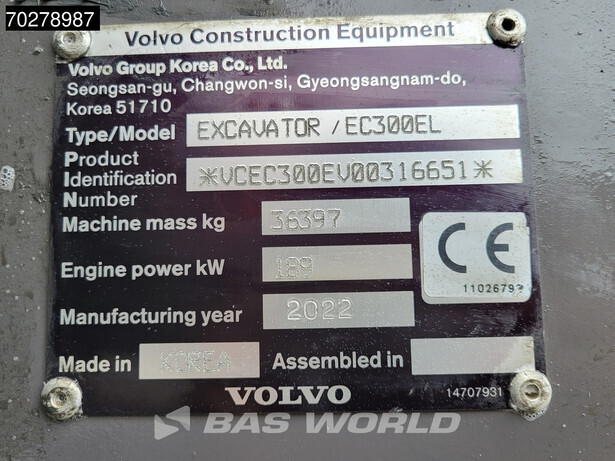 70278987
Volvo Construction Equipment
Volvo Group Korea Co., Ltd.
Seongsan-gu, Changwon-si, Gyeongsangnam-do,
Korea 51710
Type/Model EXCAVATOR /EC300EL
Product
Identification *VCEC300EV00316651*
Number
Machine mass kg 36397
Engine power kW 189
CE
1102679?
Manufacturing year 2022
Made in KOREA Assembled in
VOLVO 14707931
BAS WORLD